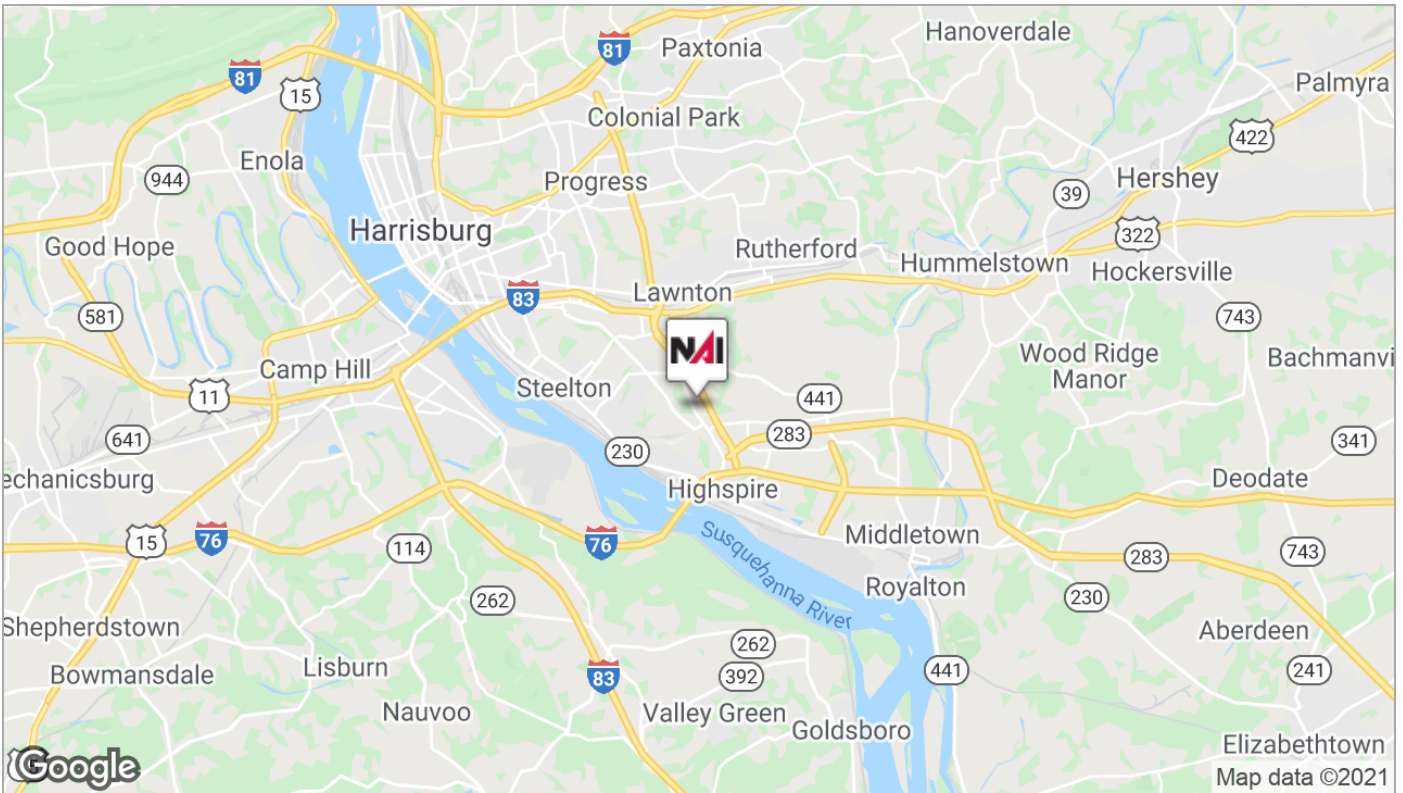 Hanoverdale
81
Paxtonia
81
Palmyra
15
Colonial Park
422
Enola
944
Progress
Hershey
39
Harrisburg
322
Good Hope
Rutherford
Hummelstown
Hockersville
83
Lawnton
581
743
NAI
Wood Ridge
Manor
Bachmanvi
Camp Hill
Steelton
11
441
641
283
341
230
echanicsburg
Highspire
Deodate
15
76
76
114
Susquehanna River
Middletown
283
743
Royalton
262
230
Shepherdstown
Aberdeen
262
Lisburn
Bowmansdale
83
392
441
241
Nauvoo
Valley Green
Goldsboro
Elizabethtown
Google
Map data ©2021